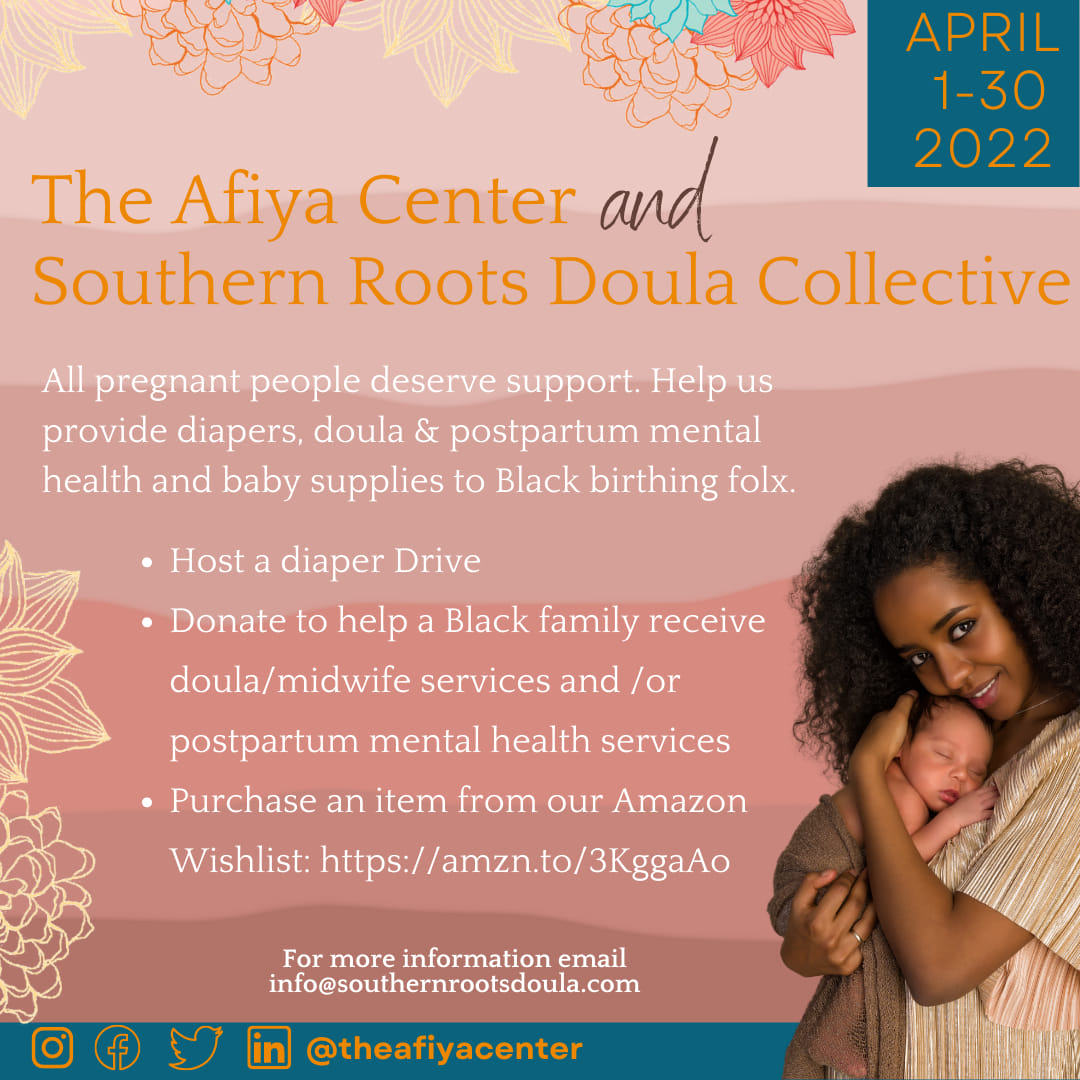 APRIL
1-30
2022
The Afiya Center and
Southern Roots Doula Collective
All pregnant people deserve support. Help us
provide diapers, doula & postpartum mental
health and baby supplies to Black birthing folx.
• Host a diaper Drive
• Donate to help a Black family receive
doula/midwife services and /or
postpartum mental health services
• Purchase an item from our Amazon
Wishlist: https://amzn.to/3KggaAo
For more information email
info@southernrootsdoula.com
@theafiyacenter